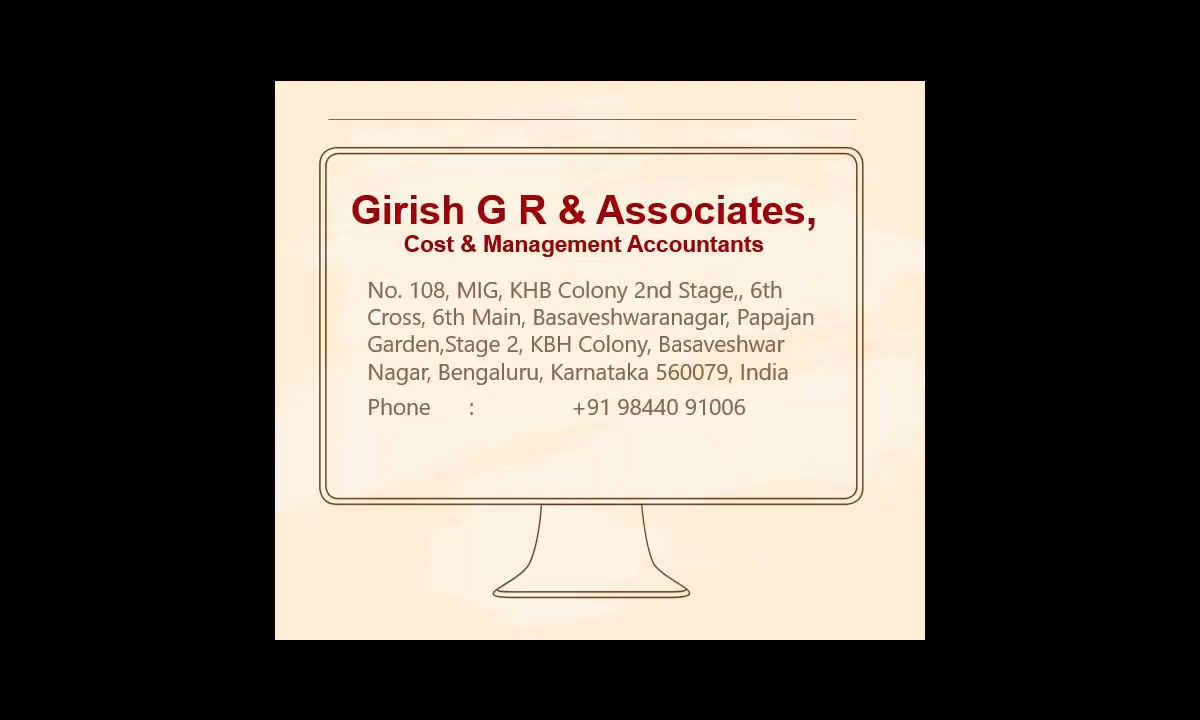 Girish G R & Associates,
Cost & Management Accountants
No. 108, MIG, KHB Colony 2nd Stage,, 6th
Cross, 6th Main, Basaveshwaranagar, Papajan
Garden,Stage 2, KBH Colony, Basaveshwar
Nagar, Bengaluru, Karnataka 560079, India
Phone : +91 98440 91006